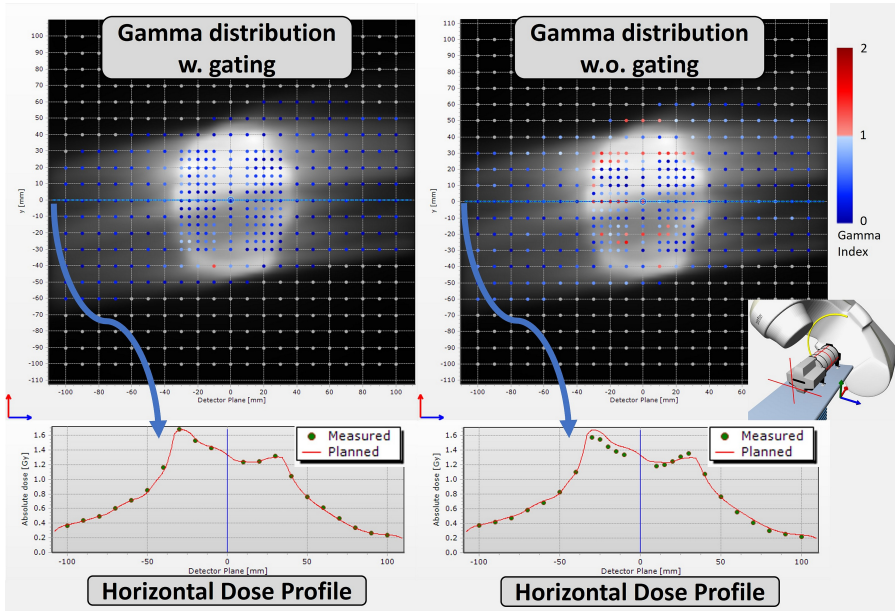 Gamma distribution
w. gating
Gamma distribution
w.o. gating
2
1
0
Gamma
Index
y [mm]
100
90
80
70
60
50
40
30
20
10
0
-10
-20
-30
-40
-50
-60
-70
-80
-90
-100
-110
-100 -80 -60 -40 -20 0 20 40 60 80 100
Detector Plane [mm]
y [mm]
110
100
90
80
70
60
50
40
30
20
10
0
-10
-20
-30
-40
-50
-60
-70
-80
-90
-100
-110
-100 -80 -60 -40 -20 0 20 40 60
Detector Plane [mm]
Absolute dose [Gy]
1.6
1.4
1.2
1.0
0.8
0.6
0.4
0.2
0.0
Measured
Planned
-100 -50 0 50 100
Detector Plane [mm]
Horizontal Dose Profile
Absolute dose [Gy]
1.6
1.4
1.2
1.0
0.8
0.6
0.4
0.2
0.0
Measured
Planned
-100 -50 0 50 100
Detector Plane [mm]
Horizontal Dose Profile